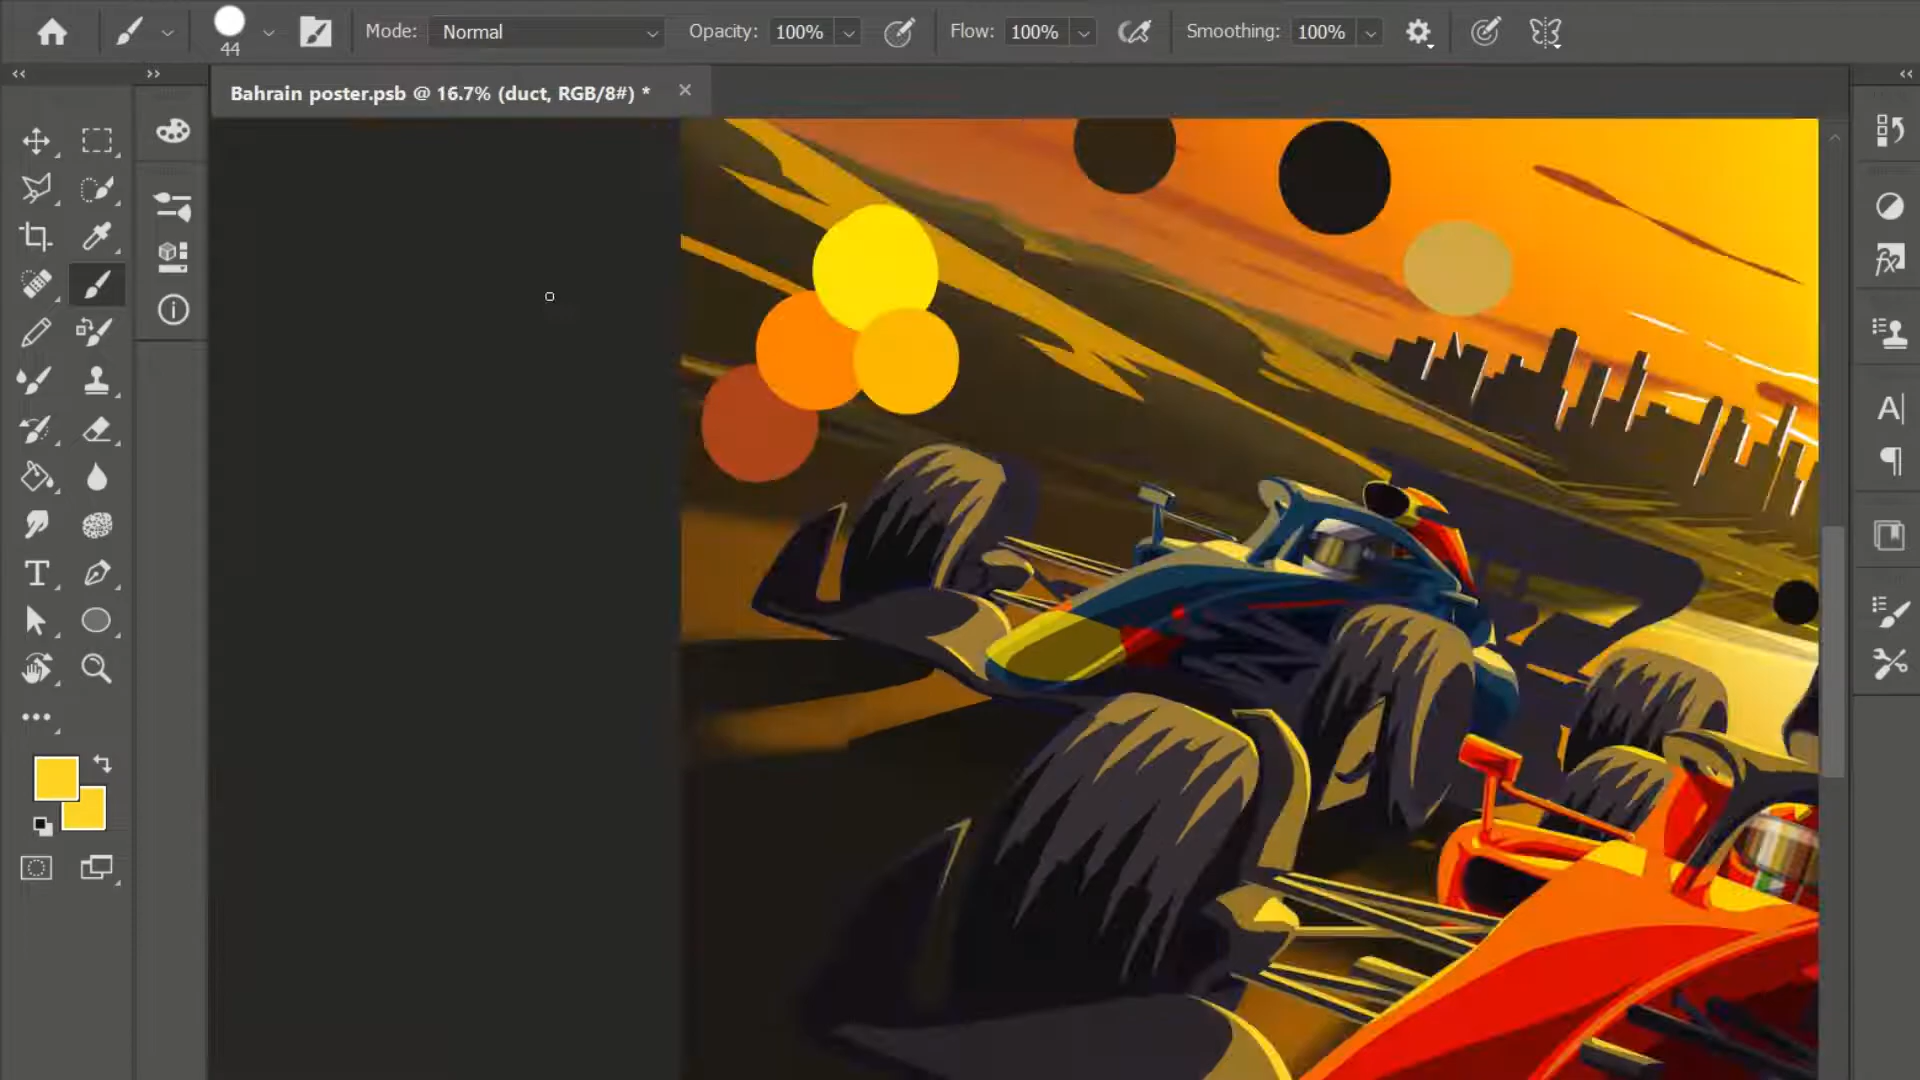 44
Mode: Normal Opacity: 100% Flow: 100% Smoothing: 100%
Bahrain poster.psb @ 16.7% (duct, RGB/8#) *